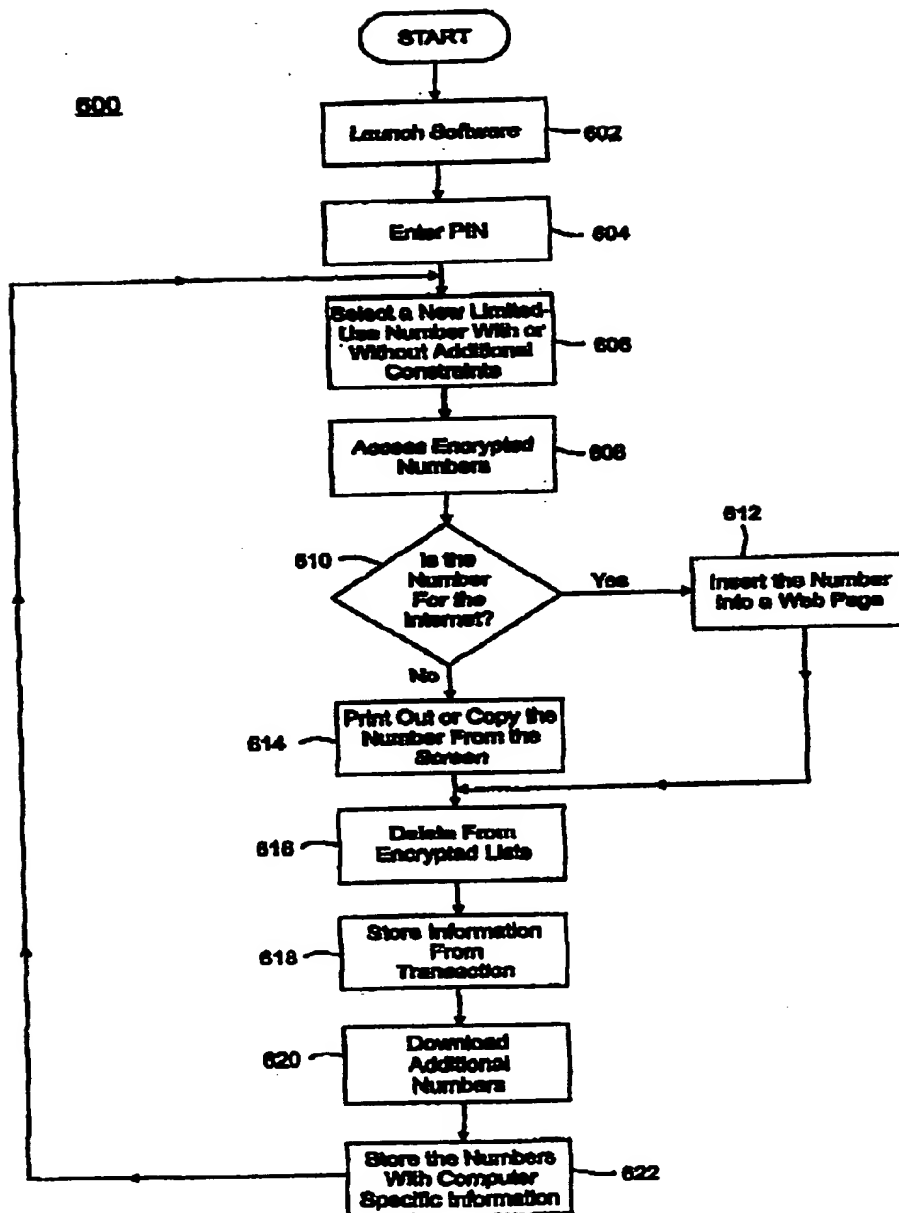 START
600
Launch Software
602
Enter PIN
604
Select a New Limited-
Use Number With or
Without Additional
Constraints
606
Access Encrypted
Numbers
608
610
Is the
Number
For the
Internet?
Yes
612
Insert the Number
Into a Web Page
No
Print Out or Copy the
Number From the
Screen
614
Delete From
Encrypted Lists
616
Store Information
From
Transaction
618
Download
Additional
Numbers
620
Store the Numbers
With Computer
Specific Information
622